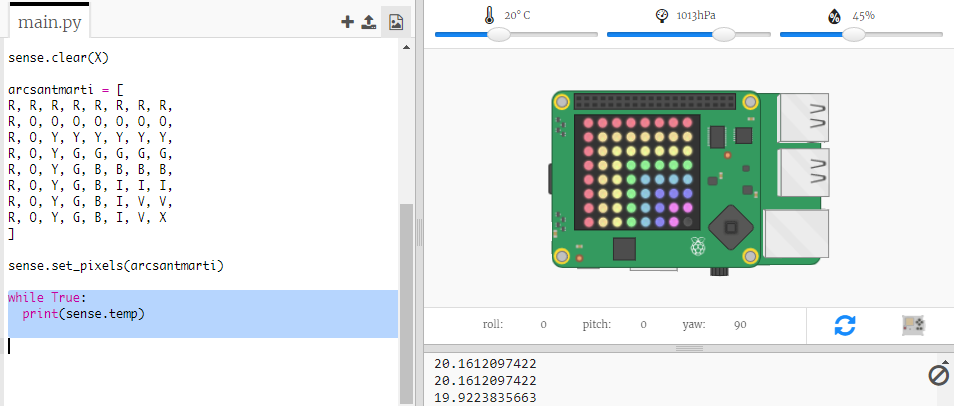 main.py
sense.clear(X)
arcsantmarti = [
R, R, R, R, R, R, R, R,
R, O, O, O, O, O, O, O,
R, O, Y, Y, Y, Y, Y, Y,
R, O, Y, G, G, G, G, G,
R, O, Y, G, B, B, B, B,
R, O, Y, G, B, I, I, I,
R, O, Y, G, B, I, V, V,
R, O, Y, G, B, I, V, X
]
sense.set_pixels(arcsantmarti)
while True:
  print(sense.temp)
20° C
1013hPa
45%
roll: 0 pitch: 0 yaw: 90
20.1612097422
20.1612097422
19.9223835663